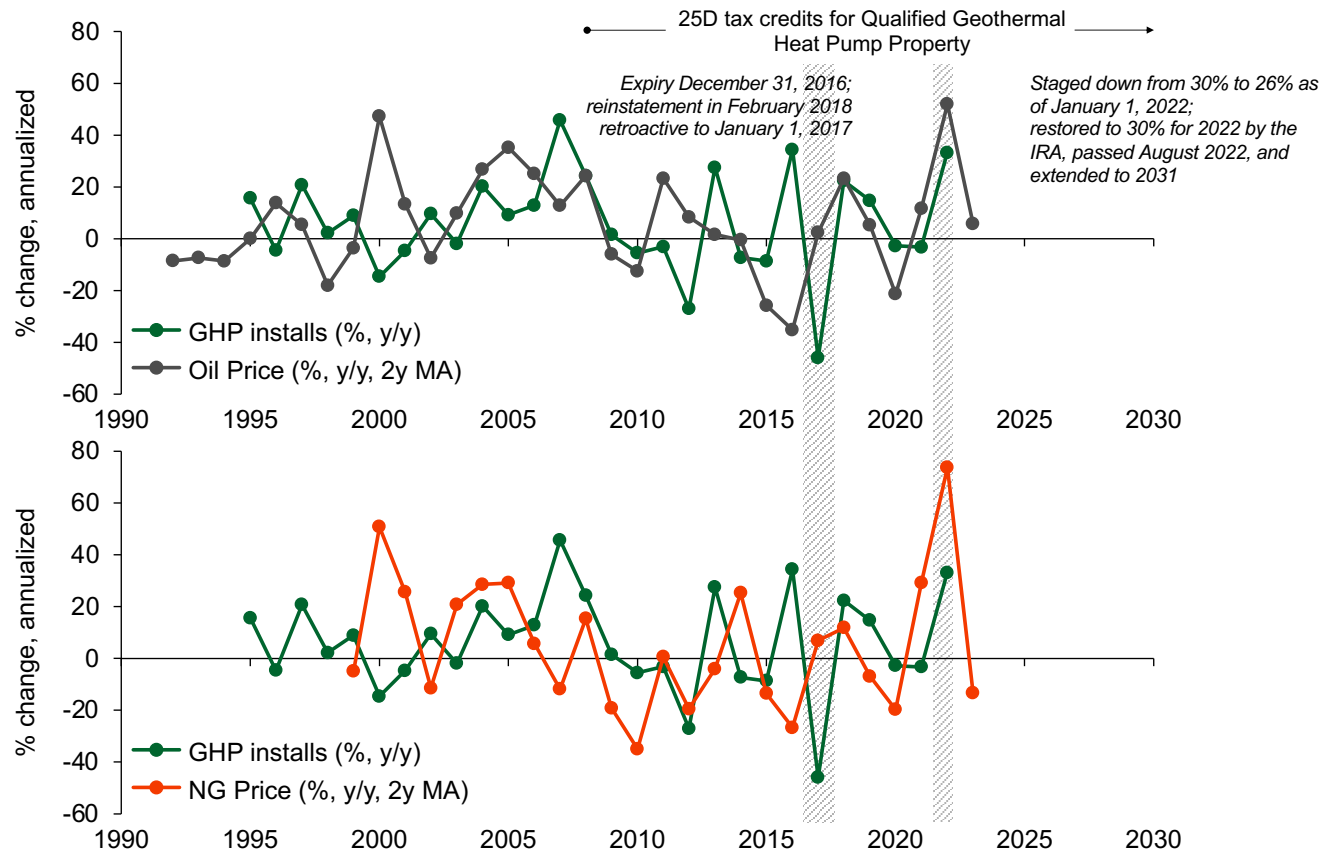 25D tax credits for Qualified Geothermal
Heat Pump Property
Expiry December 31, 2016;
reinstatement in February 2018
retroactive to January 1, 2017
Staged down from 30% to 26% as
of January 1, 2022;
restored to 30% for 2022 by the
IRA, passed August 2022, and
extended to 2031
% change, annualized
80
60
40
20
0
-20
-40
-60
GHP installs (%, y/y)
Oil Price (%, y/y, 2y MA)
1990 1995 2000 2005 2010 2015 2020 2025 2030
% change, annualized
80
60
40
20
0
-20
-40
-60
GHP installs (%, y/y)
NG Price (%, y/y, 2y MA)
1990 1995 2000 2005 2010 2015 2020 2025 2030